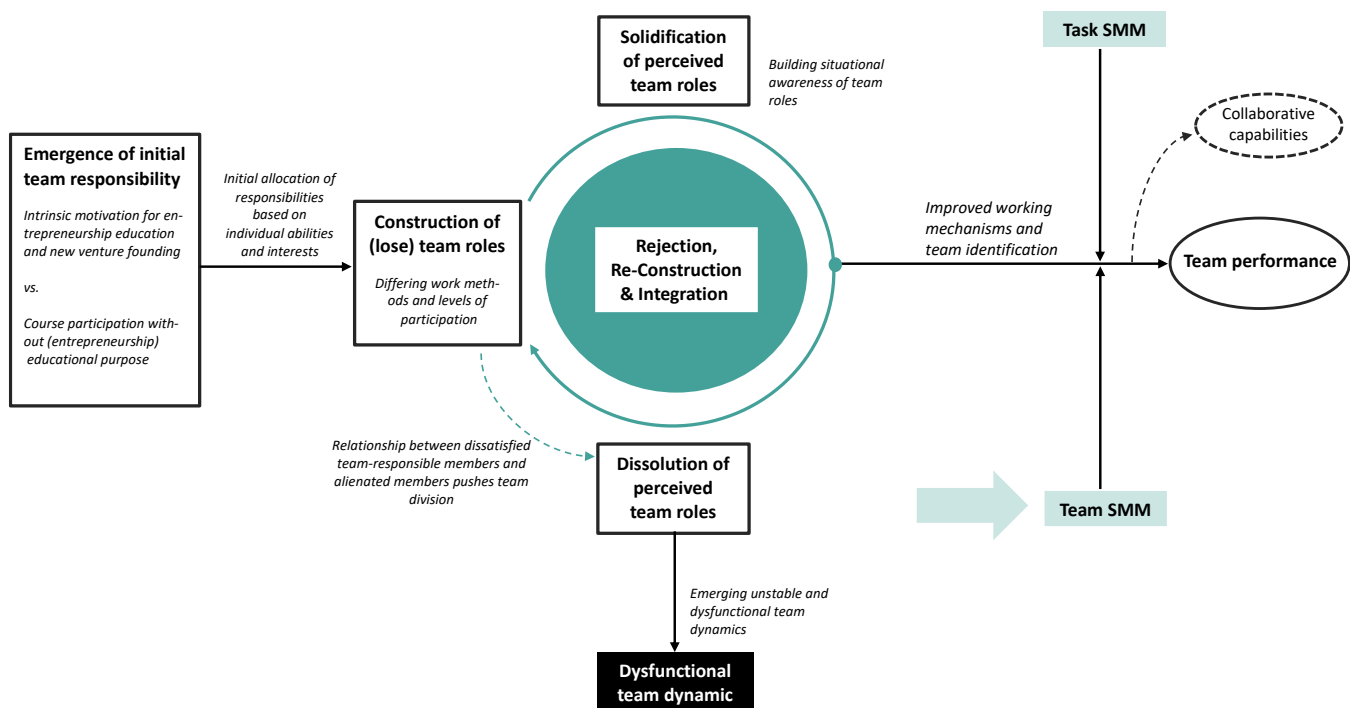 Emergence of initial
team responsibility
Intrinsic motivation for en-
trepreneurship education
and new venture founding
vs.
Course participation with-
out (entrepreneurship)
educational purpose
Initial allocation of
responsibilities
based on
individual abilities
and interests
Construction of
(lose) team roles
Differing work meth-
ods and levels of
participation
Solidification
of perceived
team roles
Building situational
awareness of team
roles
Rejection,
Re-Construction
& Integration
Relationship between dissatisfied
team-responsible members and
alienated members pushes team
division
Dissolution of
perceived
team roles
Emerging unstable and
dysfunctional team
dynamics
Dysfunctional
team dynamic
Improved working
mechanisms and
team identification
Task SMM
Collaborative
capabilities
Team performance
Team SMM